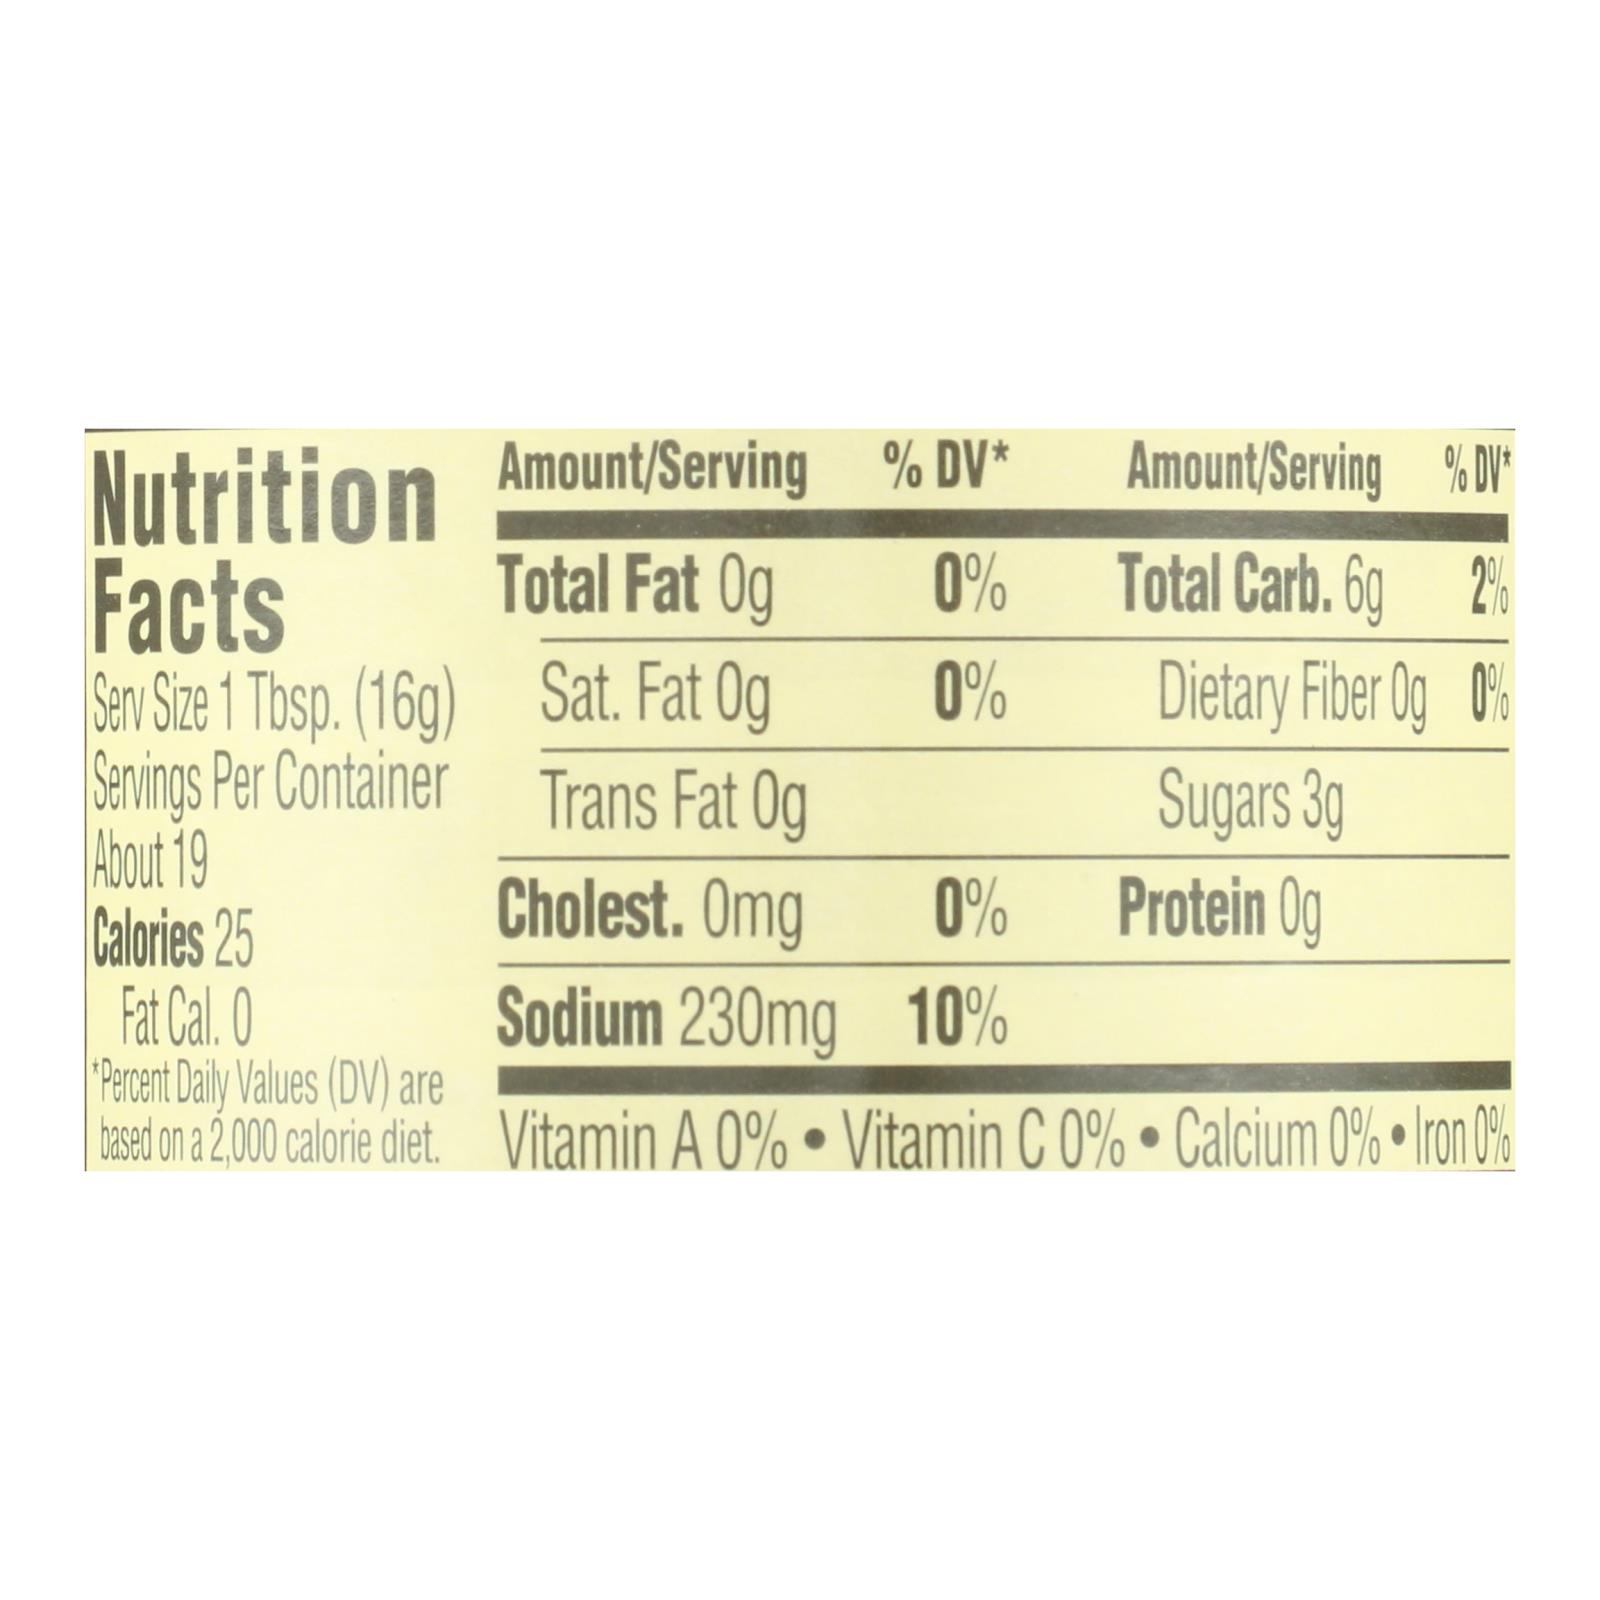 Nutrition
Facts
Serv Size 1 Tbsp. (16g)
Servings Per Container
About 19
Calories 25
Fat Cal. 0
*Percent Daily Values (DV) are
based on a 2,000 calorie diet.
Amount/Serving % DV* Amount/Serving % DV*
Total Fat 0g 0% Total Carb. 6g 2%
Sat. Fat 0g 0% Dietary Fiber 0g 0%
Trans Fat 0g Sugars 3g
Cholest. 0mg 0% Protein 0g
Sodium 230mg 10%
Vitamin A 0% • Vitamin C 0% • Calcium 0% • Iron 0%